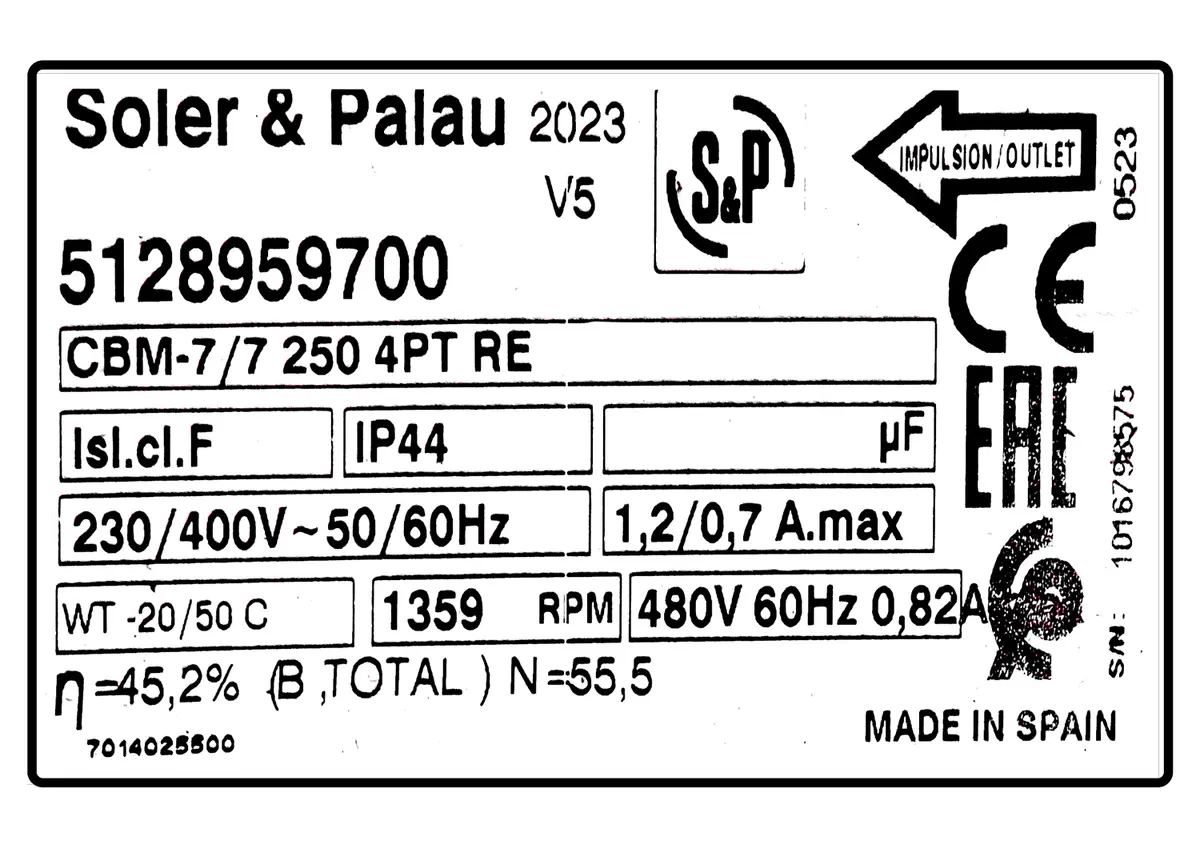 Soler & Palau 2023
V5
S&P
IMPULSION/OUTLET
0523
5128959700
CE
CBM-7/7 250 4PT RE
EAC
Isl.cl.F IP44 µF
230/400V~50/60Hz 1,2/0,7 A.max
WT -20/50 C 1359 RPM 480V 60Hz 0,82A
S/N: 1016798575
η=45,2% (B ,TOTAL ) N=55,5
7014025500
MADE IN SPAIN